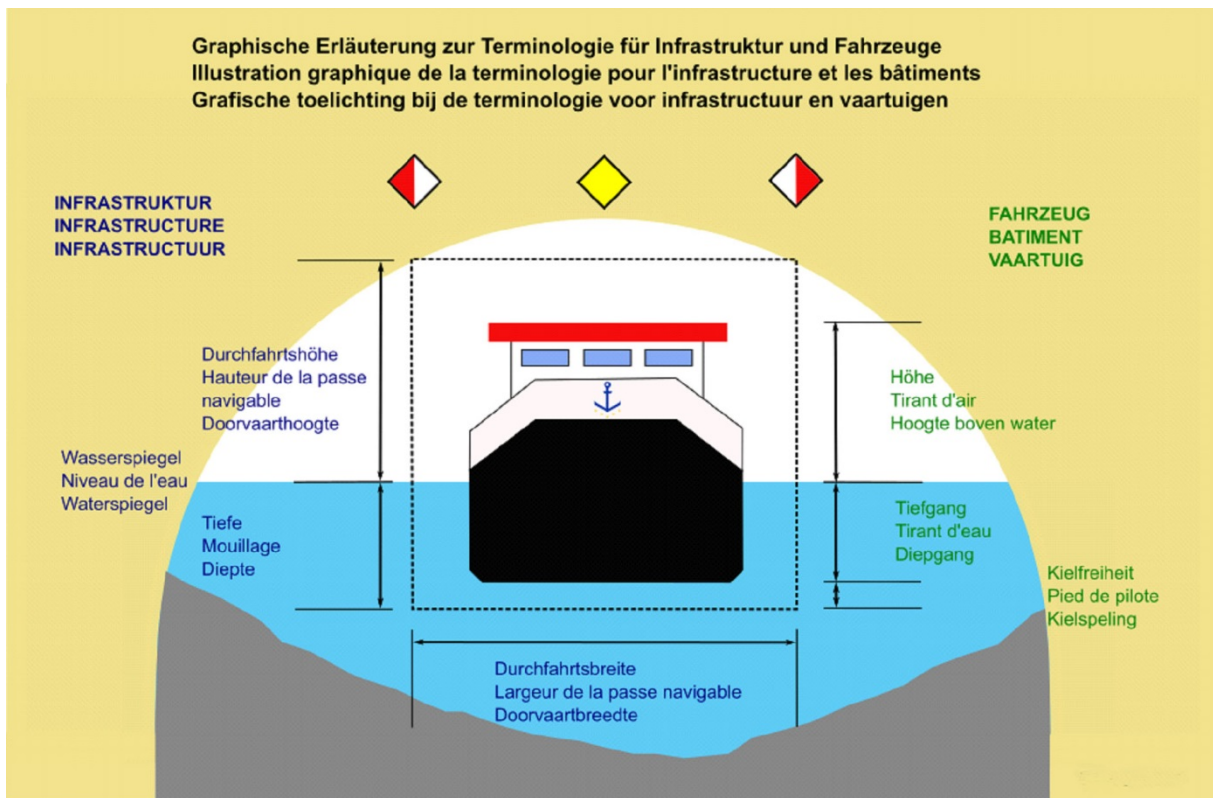 Graphische Erläuterung zur Terminologie für Infrastruktur und Fahrzeuge
Illustration graphique de la terminologie pour l'infrastructure et les bâtiments
Grafische toelichting bij de terminologie voor infrastructuur en vaartuigen
INFRASTRUKTUR
INFRASTRUCTURE
INFRASTRUCTUUR
FAHRZEUG
BATIMENT
VAARTUIG
Durchfahrtshöhe
Hauteur de la passe
navigable
Doorvaarthoogte
Höhe
Tirant d'air
Hoogte boven water
Wasserspiegel
Niveau de l'eau
Waterspiegel
Tiefe
Mouillage
Diepte
Tiefgang
Tirant d'eau
Diepgang
Kielfreiheit
Pied de pilote
Kielspeling
Durchfahrtsbreite
Largeur de la passe navigable
Doorvaartbreedte